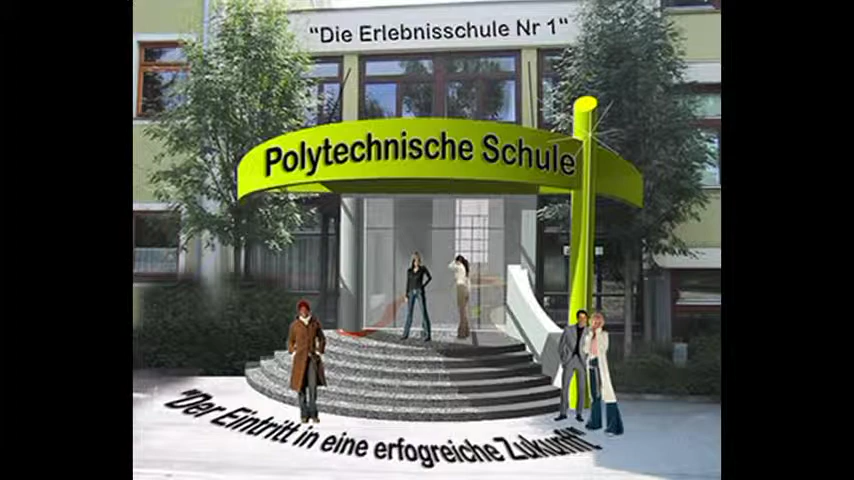 "Die Erlebnisschule Nr 1"
Polytechnische Schule
"Der Eintritt in eine erfogreiche Zukunft"